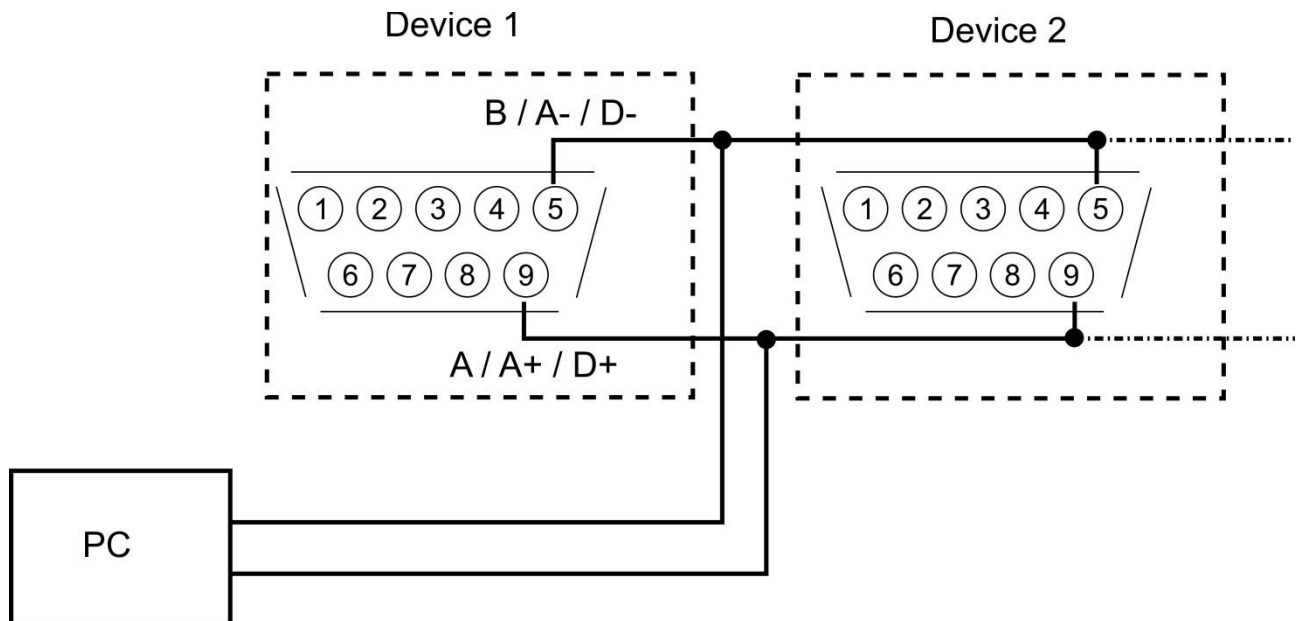 Device 1
Device 2
B / A- / D-
1 2 3 4 5
6 7 8 9
1 2 3 4 5
6 7 8 9
A / A+ / D+
PC